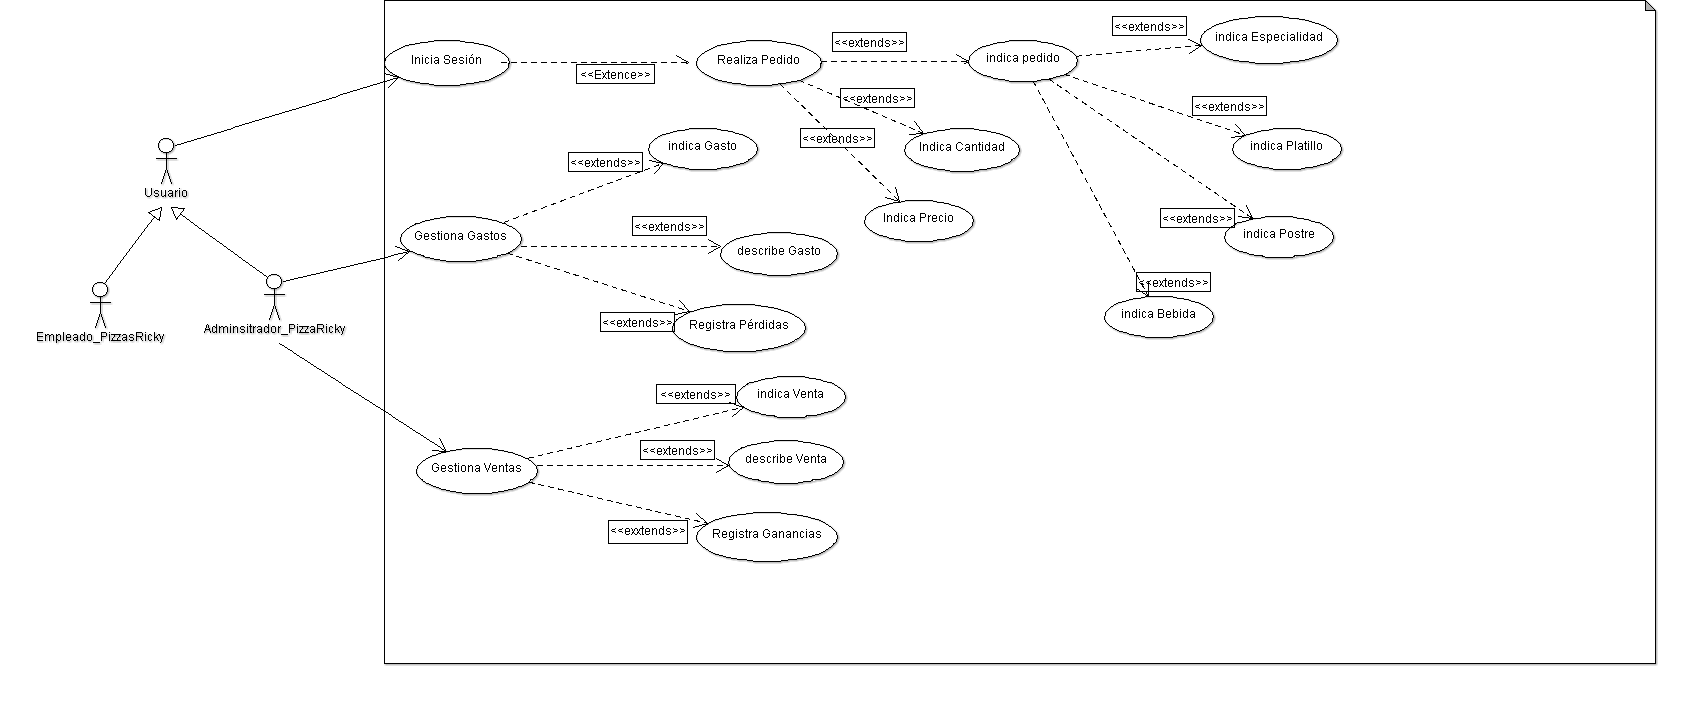 <<extends>>
indica Especialidad
<<extends>>
Inicia Sesión
Realiza Pedido
indica pedido
<<Extence>>
<<extends>>
<<extends>>
<<extends>>
indica Gasto
Indica Cantidad
indica Platillo
<<extends>>
Usuario
Indica Precio
<<extends>>
<<extends>>
Gestiona Gastos
indica Postre
describe Gasto
<<extends>>
indica Bebida
<<extends>>
Registra Pérdidas
Adminsitrador_PizzaRicky
Empleado_PizzasRicky
<<extends>>
indica Venta
<<extends>>
describe Venta
Gestiona Ventas
<<exxtends>>
Registra Ganancias